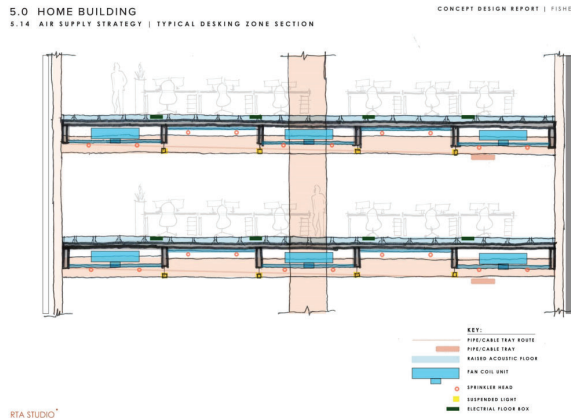 5.0 HOME BUILDING
CONCEPT DESIGN REPORT | FISHE
5.14 AIR SUPPLY STRATEGY | TYPICAL DESKING ZONE SECTION
KEY:
PIPE/CABLE TRAY ROUTE
PIPE/CABLE TRAY
RAISED ACOUSTIC FLOOR
FAN COIL UNIT
SPRINKLER HEAD
SUSPENDED LIGHT
ELECTRIAL FLOOR BOX
RTA STUDIO